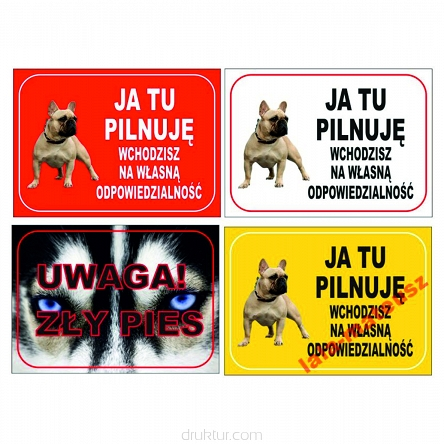 JA TU
PILNUJĘ
WCHODZISZ
NA WŁASNĄ
ODPOWIEDZIALNOŚĆ
JA TU
PILNUJĘ
WCHODZISZ
NA WŁASNĄ
ODPOWIEDZIALNOŚĆ
UWAGA!
ZŁY PIES
JA TU
PILNUJĘ
WCHODZISZ
NA WŁASNĄ
ODPOWIEDZIALNOŚĆ
druktur.com